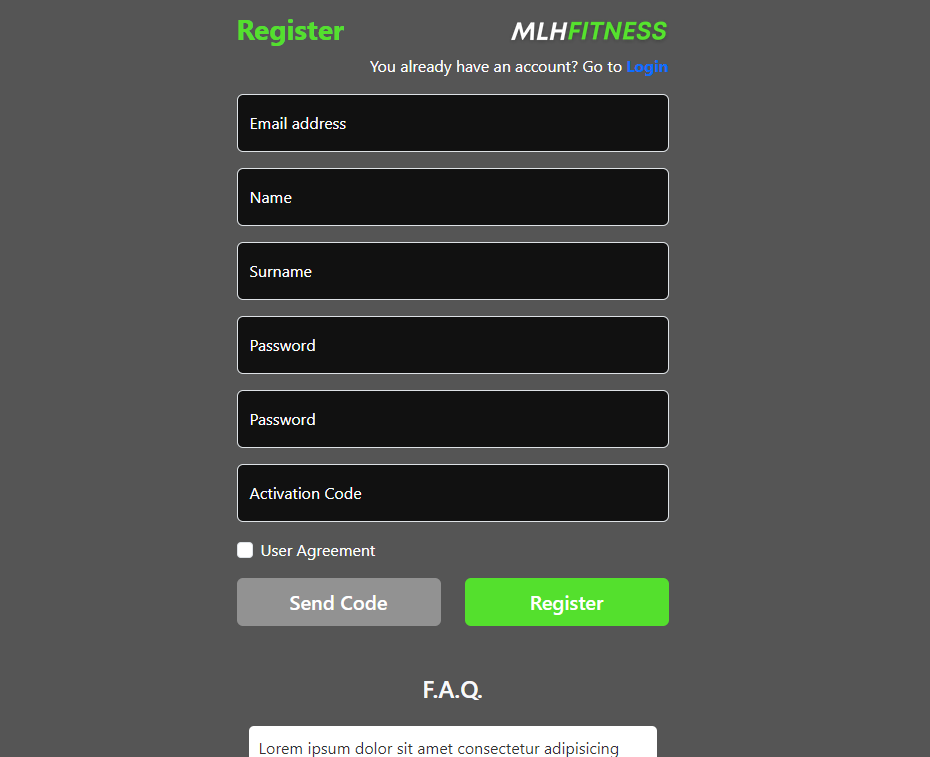 Register
MLHFITNESS
You already have an account? Go to Login
Email address
Name
Surname
Password
Password
Activation Code
User Agreement
Send Code
Register
F.A.Q.
Lorem ipsum dolor sit amet consectetur adipisicing